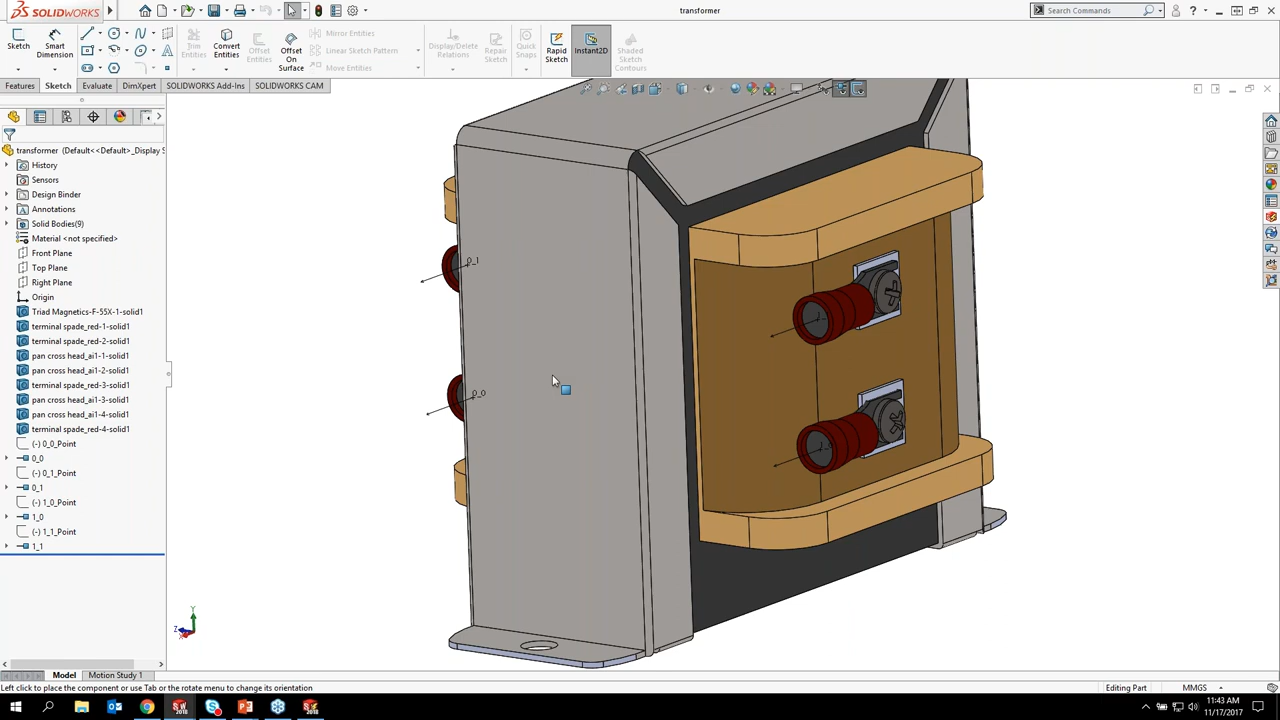 SOLIDWORKS
transformer
Search Commands
Sketch
Smart Dimension
Trim Entities
Convert Entities
Offset Entities
Offset On Surface
Mirror Entities
Linear Sketch Pattern
Move Entities
Display/Delete Relations
Repair Sketch
Quick Snaps
Rapid Sketch
Instant2D
Shaded Sketch Contours
Features
Sketch
Evaluate
DimXpert
SOLIDWORKS Add-Ins
SOLIDWORKS CAM
transformer (Default<<Default>_Display S
History
Sensors
Design Binder
Annotations
Solid Bodies(9)
Material <not specified>
Front Plane
Top Plane
Right Plane
Origin
Triad Magnetics-F-55X-1-solid1
terminal spade_red-1-solid1
terminal spade_red-2-solid1
pan cross head_ai1-1-solid1
pan cross head_ai1-2-solid1
terminal spade_red-3-solid1
pan cross head_ai1-3-solid1
pan cross head_ai1-4-solid1
terminal spade_red-4-solid1
(-) 0_0_Point
0_0
(-) 0_1_Point
0_1
(-) 1_0_Point
1_0
(-) 1_1_Point
1_1
0_1
0_0
Y
Z
X
Model
Motion Study 1
Left click to place the component or use Tab or the rotate menu to change its orientation
Editing Part
MMGS
11:43 AM
11/17/2017